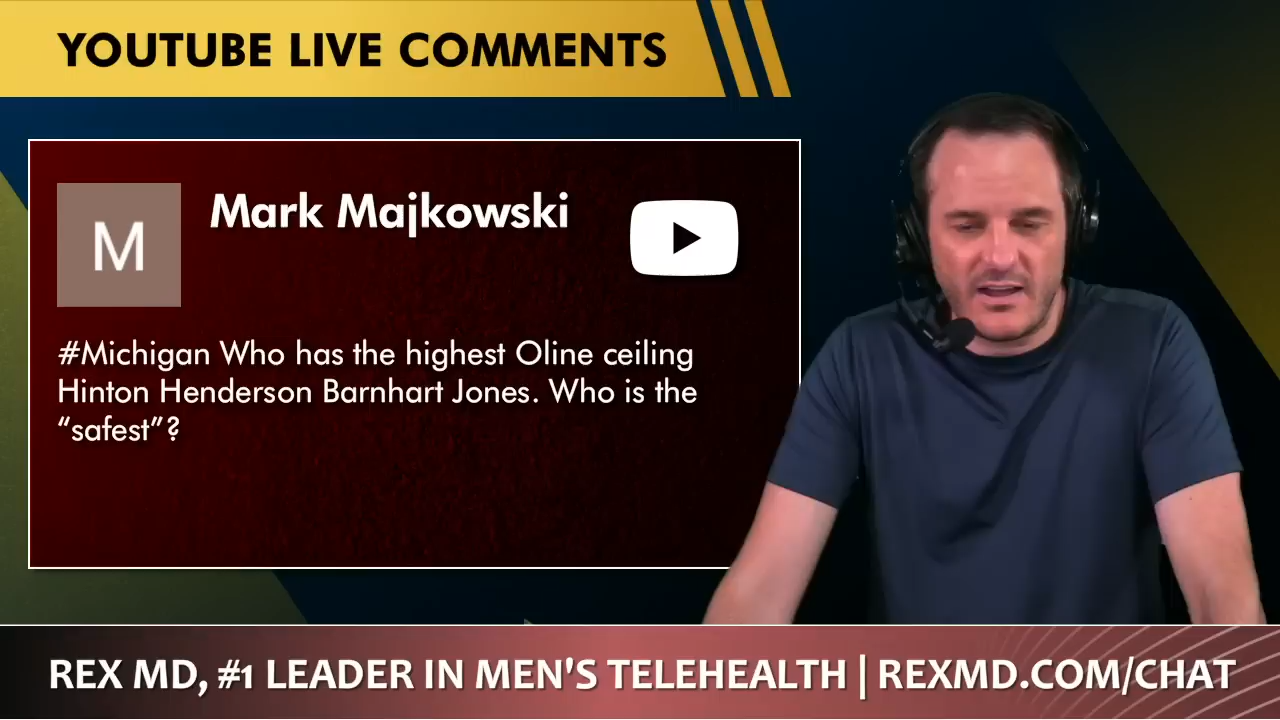 YOUTUBE LIVE COMMENTS
M
Mark Majkowski
#Michigan Who has the highest Oline ceiling
Hinton Henderson Barnhart Jones. Who is the
“safest”?
REX MD, #1 LEADER IN MEN'S TELEHEALTH | REXMD.COM/CHAT